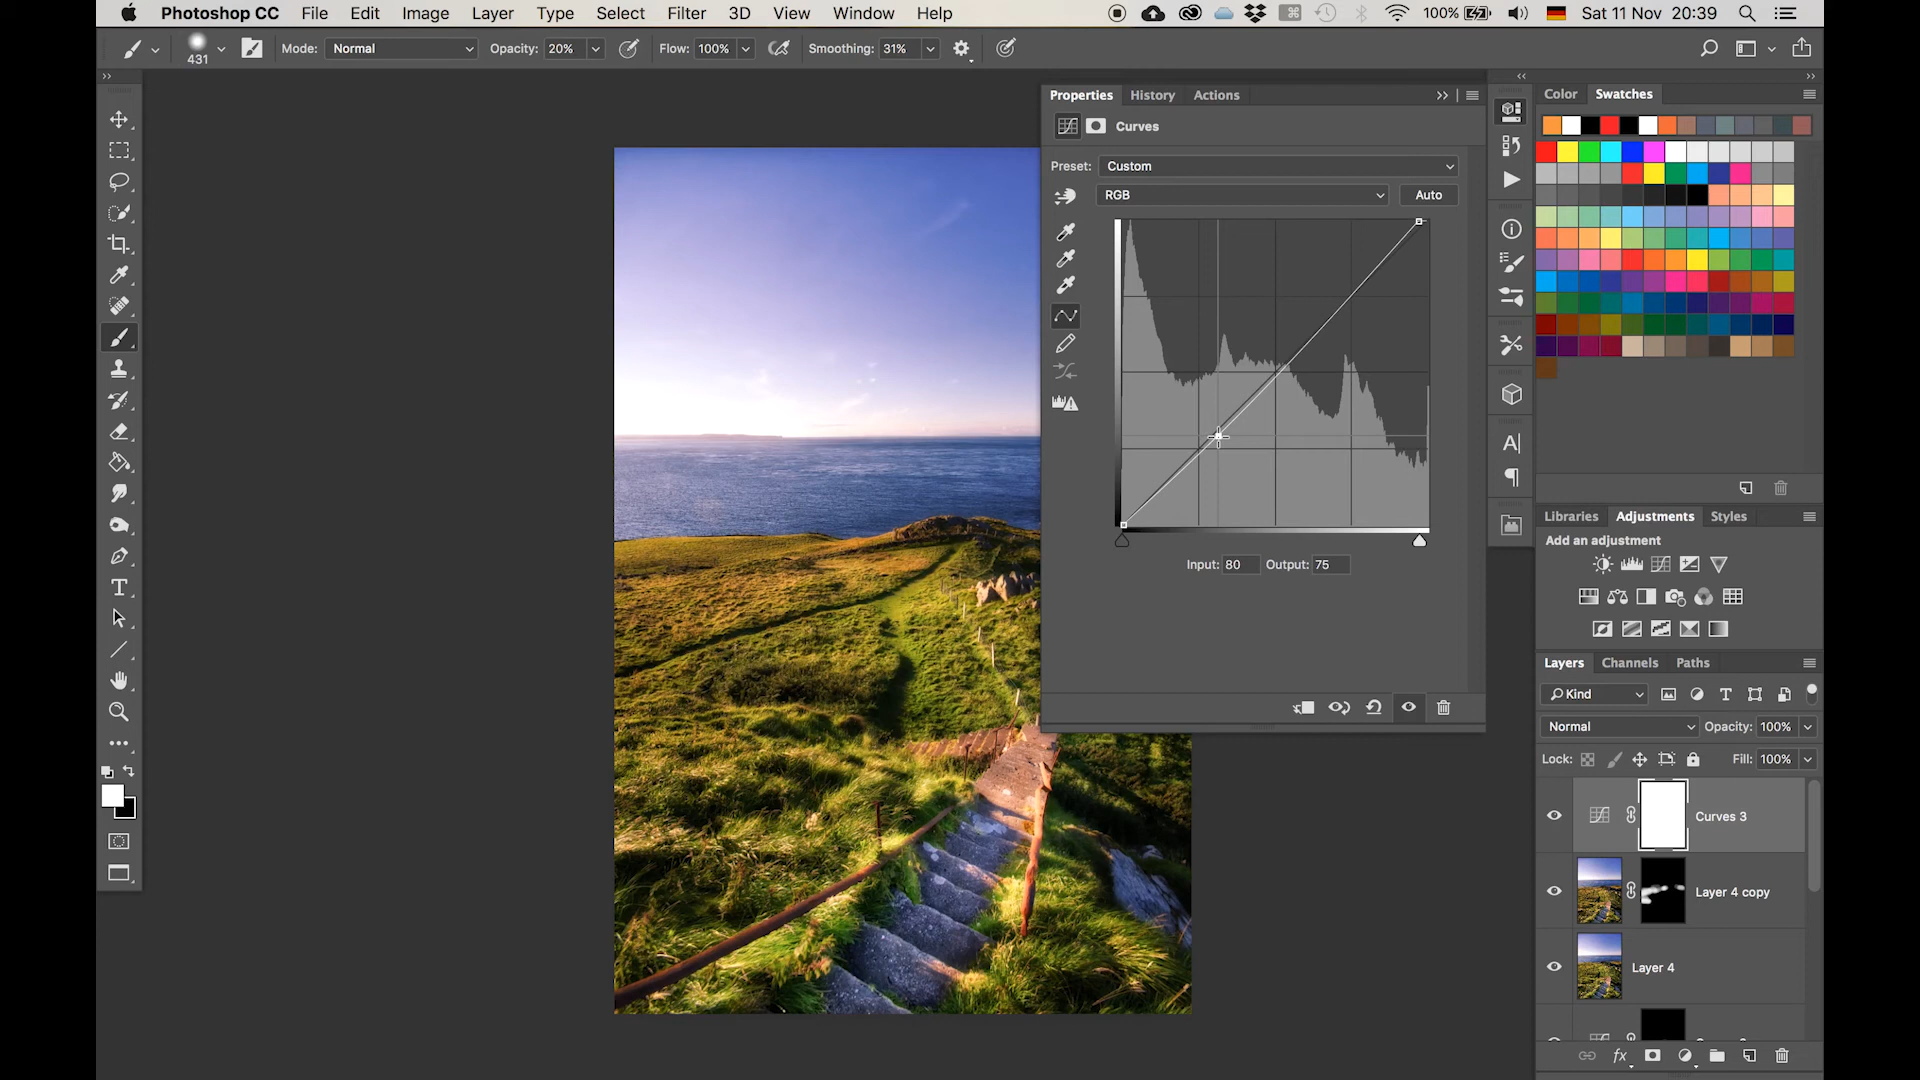 Photoshop CC File Edit Image Layer Type Select Filter 3D View Window Help 100% Sat 11 Nov 20:39
431 Mode: Normal Opacity: 20% Flow: 100% Smoothing: 31%
Properties History Actions
Curves
Preset: Custom
RGB Auto
Input: 80 Output: 75
Color Swatches
Libraries Adjustments Styles
Add an adjustment
Layers Channels Paths
Kind
Normal Opacity: 100%
Lock: Fill: 100%
Curves 3
Layer 4 copy
Layer 4
fx